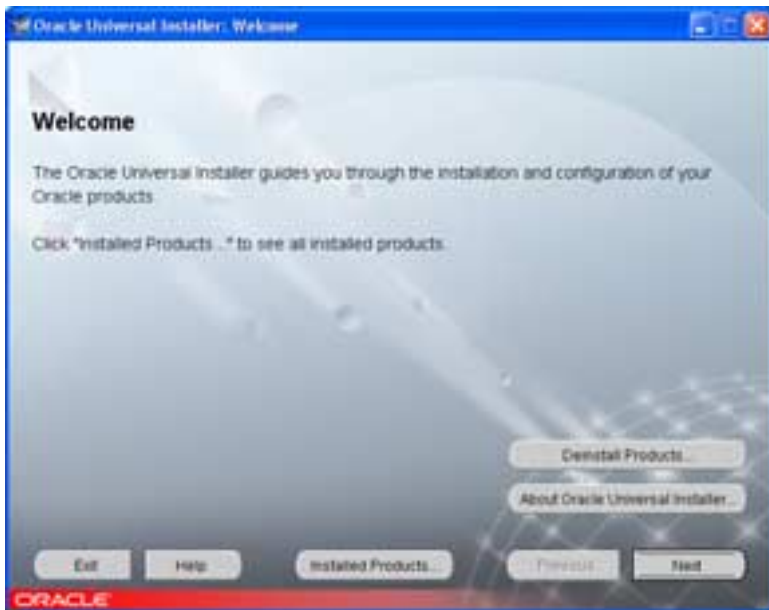 Oracle Universal Installer: Welcome
Welcome
The Oracle Universal Installer guides you through the installation and configuration of your
Oracle products.
Click "Installed Products..." to see all installed products.
Deinstall Products...
About Oracle Universal Installer...
Exit Help Installed Products... Previous Next
ORACLE